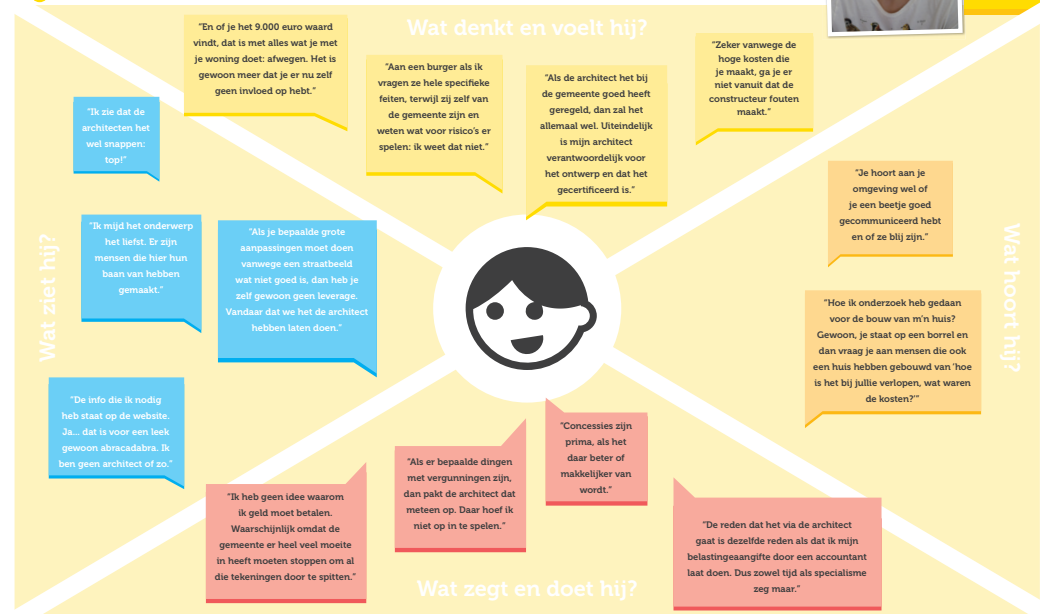 Wat denkt en voelt hij?
"En of je het 9.000 euro waard
vindt, dat is met alles wat je met
je woning doet: afwegen. Het is
gewoon meer dat je er nu zelf
geen invloed op hebt."
"Aan een burger als ik
vragen ze hele specifieke
feiten, terwijl zij zelf van
de gemeente zijn en
weten wat voor risico's er
spelen: ik weet dat niet."
"Als de architect het bij
de gemeente goed heeft
geregeld, dan zal het
allemaal wel. Uiteindelijk
is mijn architect
verantwoordelijk voor
het ontwerp en dat het
gecertificeerd is."
"Zeker vanwege de
hoge kosten die
je maakt, ga je er
niet vanuit dat de
constructeur fouten
maakt."
Wat ziet hij?
"Ik zie dat de
architecten het
wel snappen:
top!"
"Ik mijd het onderwerp
het liefst. Er zijn
mensen die hier hun
baan van hebben
gemaakt."
"Als je bepaalde grote
aanpassingen moet doen
vanwege een straatbeeld
wat niet goed is, dan heb je
zelf gewoon geen leverage.
Vandaar dat we het de architect
hebben laten doen."
"De info die ik nodig
heb staat op de website.
Ja... dat is voor een leek
gewoon abracadabra. Ik
ben geen architect of zo."
Wat hoort hij?
"Je hoort aan je
omgeving wel of
je een beetje goed
gecommuniceerd hebt
en of ze blij zijn."
"Hoe ik onderzoek heb gedaan
voor de bouw van m'n huis?
Gewoon, je staat op een borrel en
dan vraag je aan mensen die ook
een huis hebben gebouwd van 'hoe
is het bij jullie verlopen, wat waren
de kosten?'"
"Ik heb geen idee waarom
ik geld moet betalen.
Waarschijnlijk omdat de
gemeente er heel veel moeite
in heeft moeten stoppen om al
die tekeningen door te spitten."
"Als er bepaalde dingen
met vergunningen zijn,
dan pakt de architect dat
meteen op. Daar hoef ik
niet op in te spelen."
"Concessies zijn
prima, als het
daar beter of
makkelijker van
wordt."
"De reden dat het via de architect
gaat is dezelfde reden als dat ik mijn
belastingeaangifte door een accountant
laat doen. Dus zowel tijd als specialisme
zeg maar."
Wat zegt en doet hij?